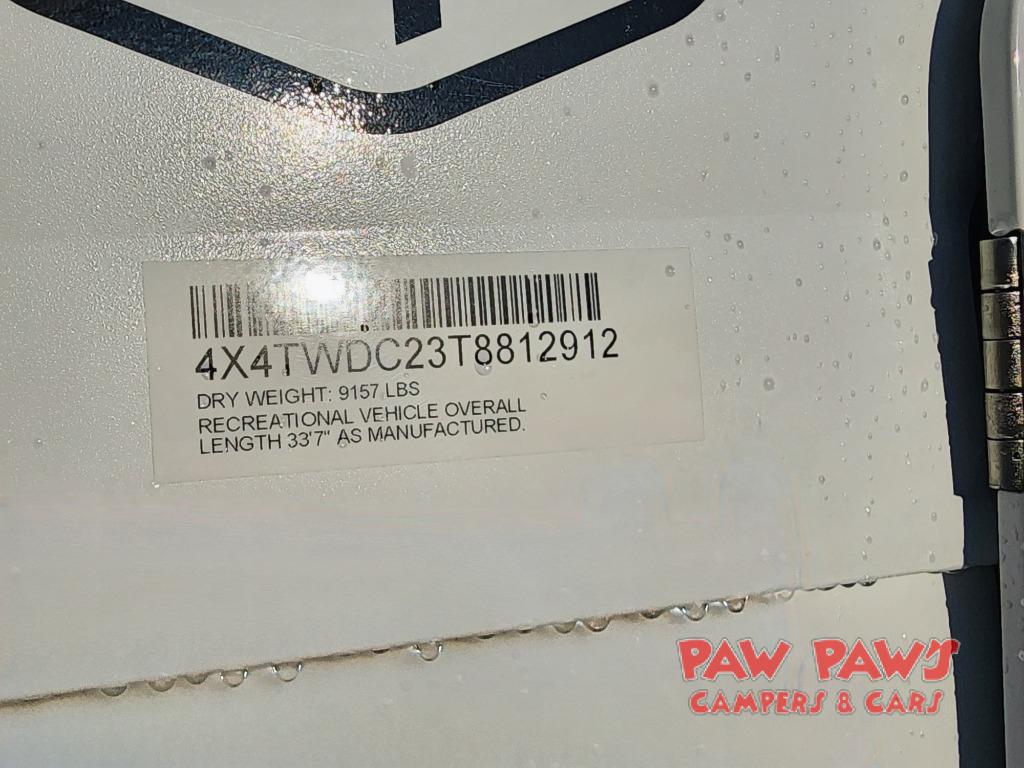 4X4TWDC23T8812912
DRY WEIGHT: 9157 LBS
RECREATIONAL VEHICLE OVERALL
LENGTH 33'7" AS MANUFACTURED.
PAW PAW'S
CAMPERS & CARS